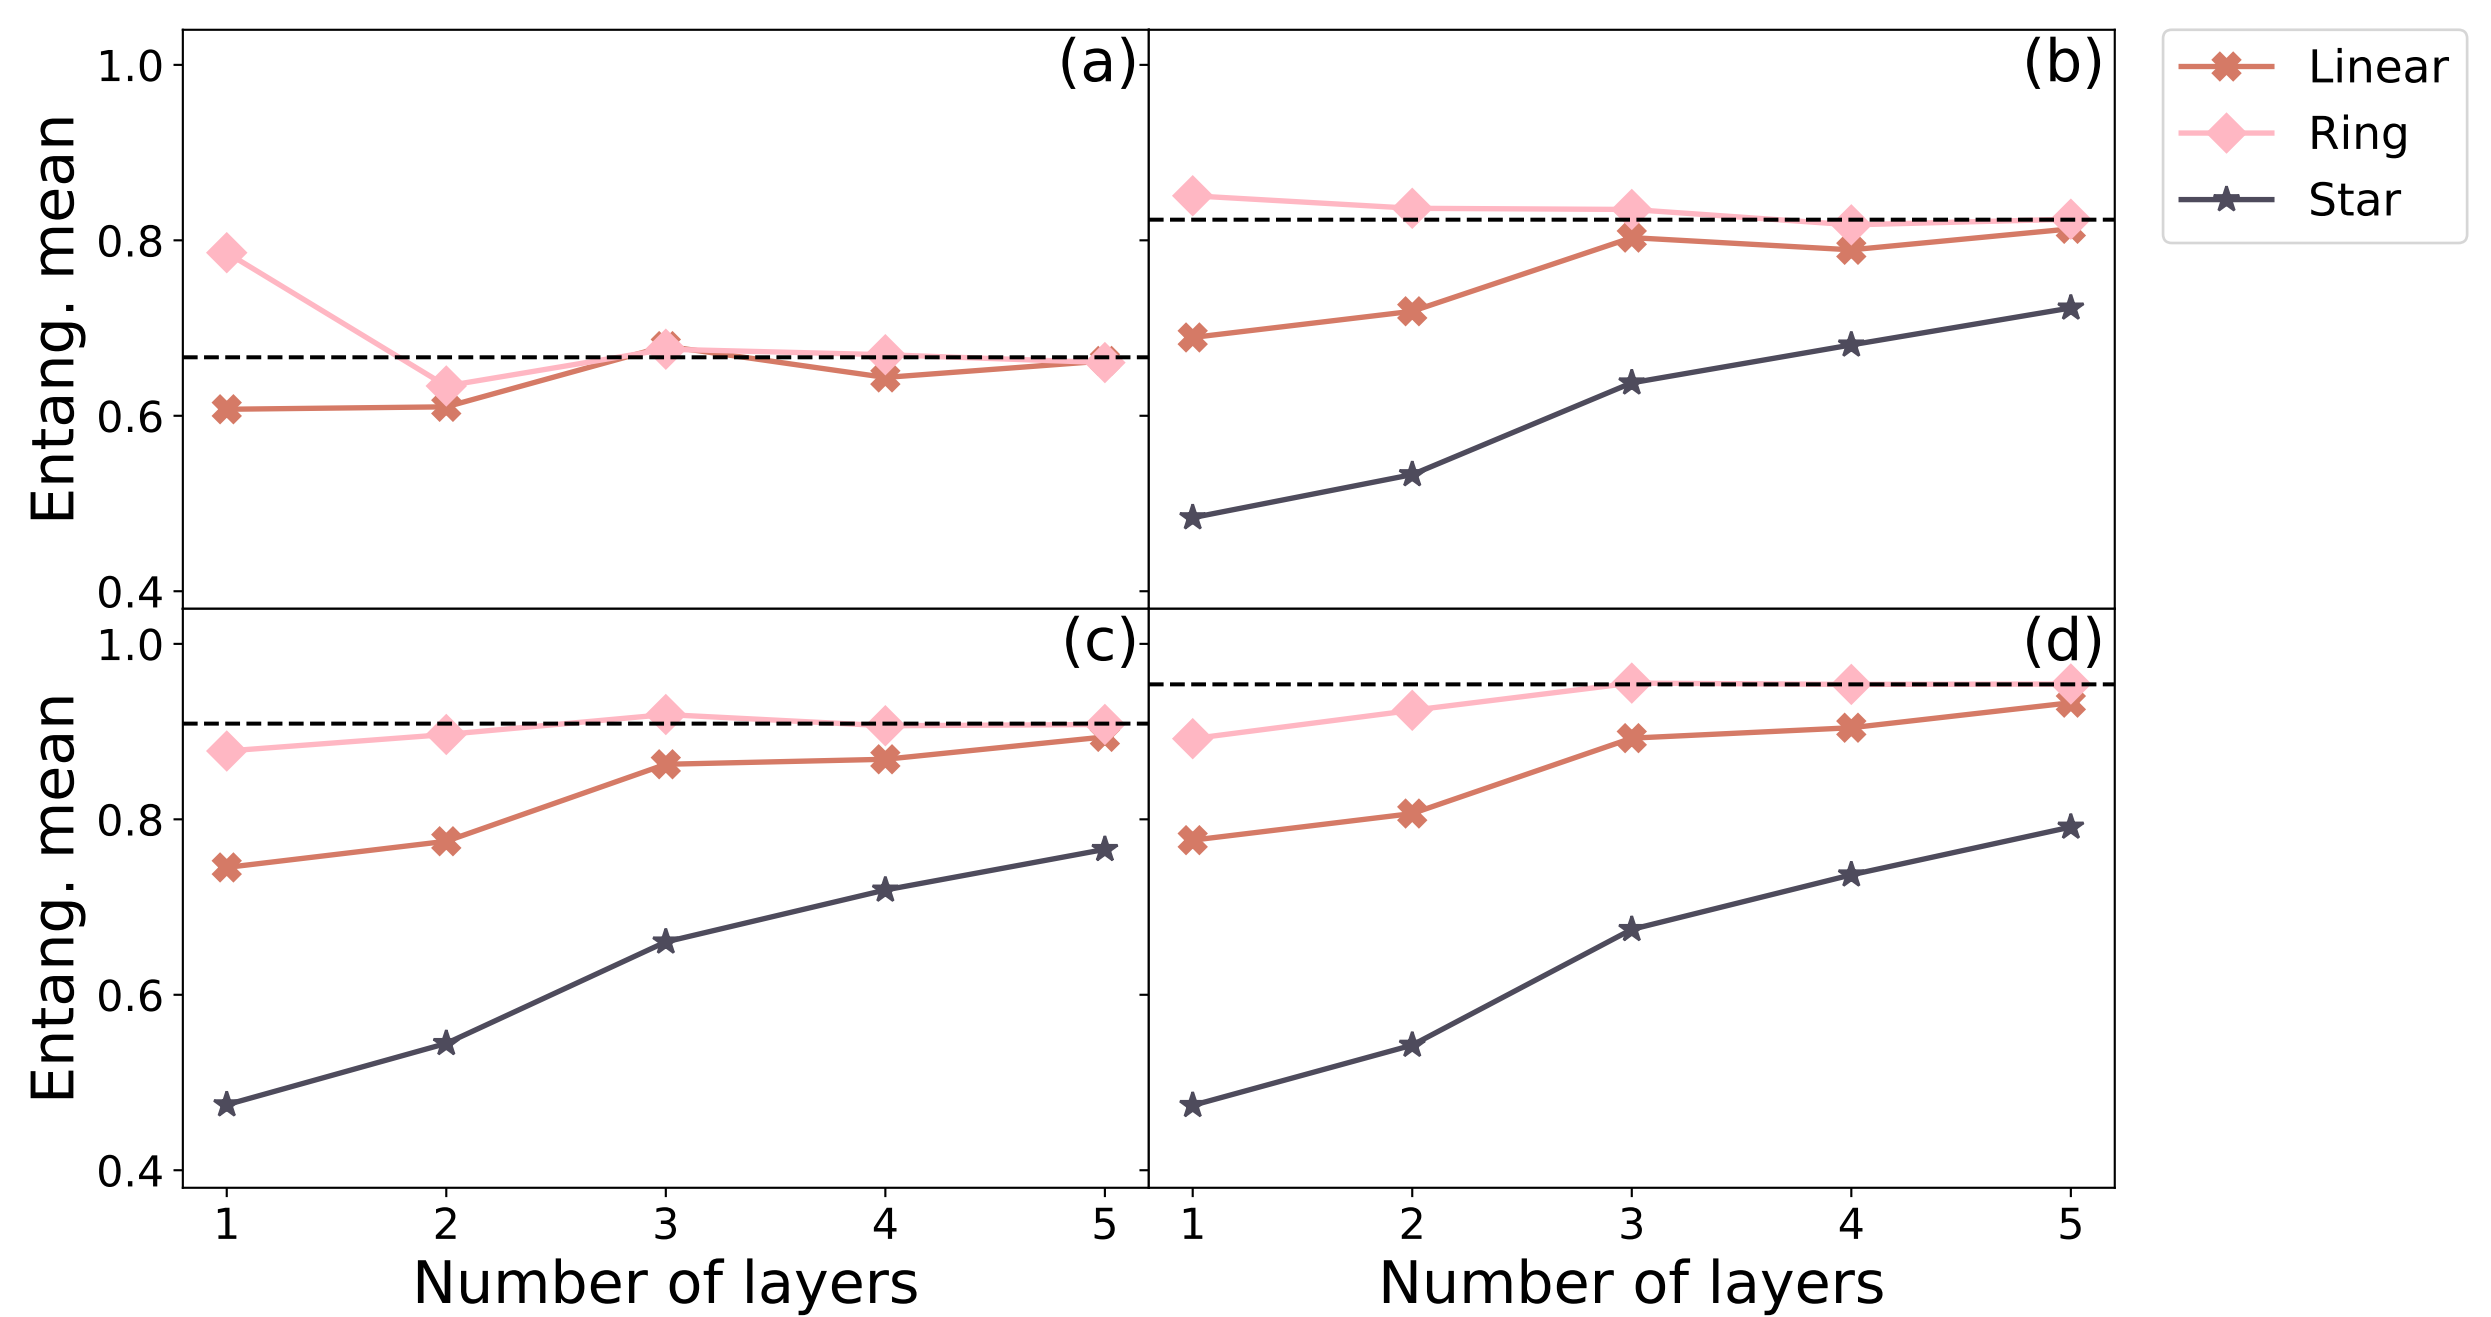 (a)
(b)
Linear
Ring
Star
1.0
0.8
0.6
0.4
Entang. mean
(c)
(d)
1.0
0.8
0.6
0.4
Entang. mean
1 2 3 4 5
1 2 3 4 5
Number of layers
Number of layers